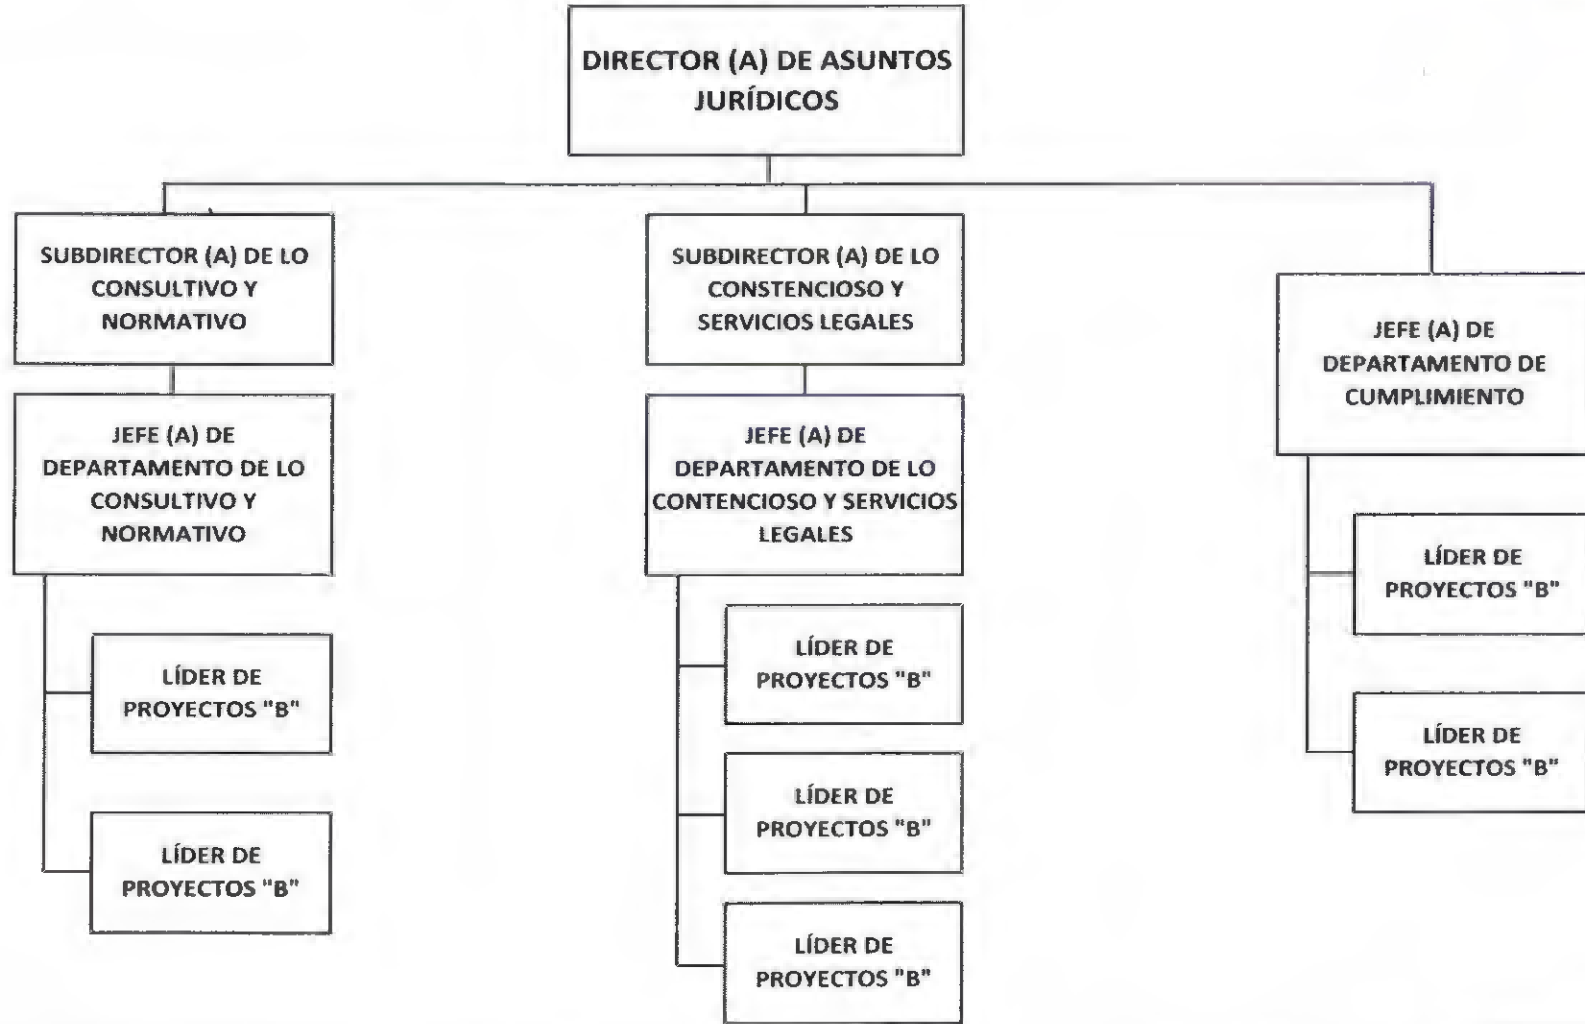 DIRECTOR (A) DE ASUNTOS
JURÍDICOS
SUBDIRECTOR (A) DE LO
CONSULTIVO Y
NORMATIVO
JEFE (A) DE
DEPARTAMENTO DE LO
CONSULTIVO Y
NORMATIVO
LÍDER DE
PROYECTOS "B"
LÍDER DE
PROYECTOS "B"
SUBDIRECTOR (A) DE LO
CONSTENCIOSO Y
SERVICIOS LEGALES
JEFE (A) DE
DEPARTAMENTO DE LO
CONTENCIOSO Y SERVICIOS
LEGALES
LÍDER DE
PROYECTOS "B"
LÍDER DE
PROYECTOS "B"
LÍDER DE
PROYECTOS "B"
JEFE (A) DE
DEPARTAMENTO DE
CUMPLIMIENTO
LÍDER DE
PROYECTOS "B"
LÍDER DE
PROYECTOS "B"